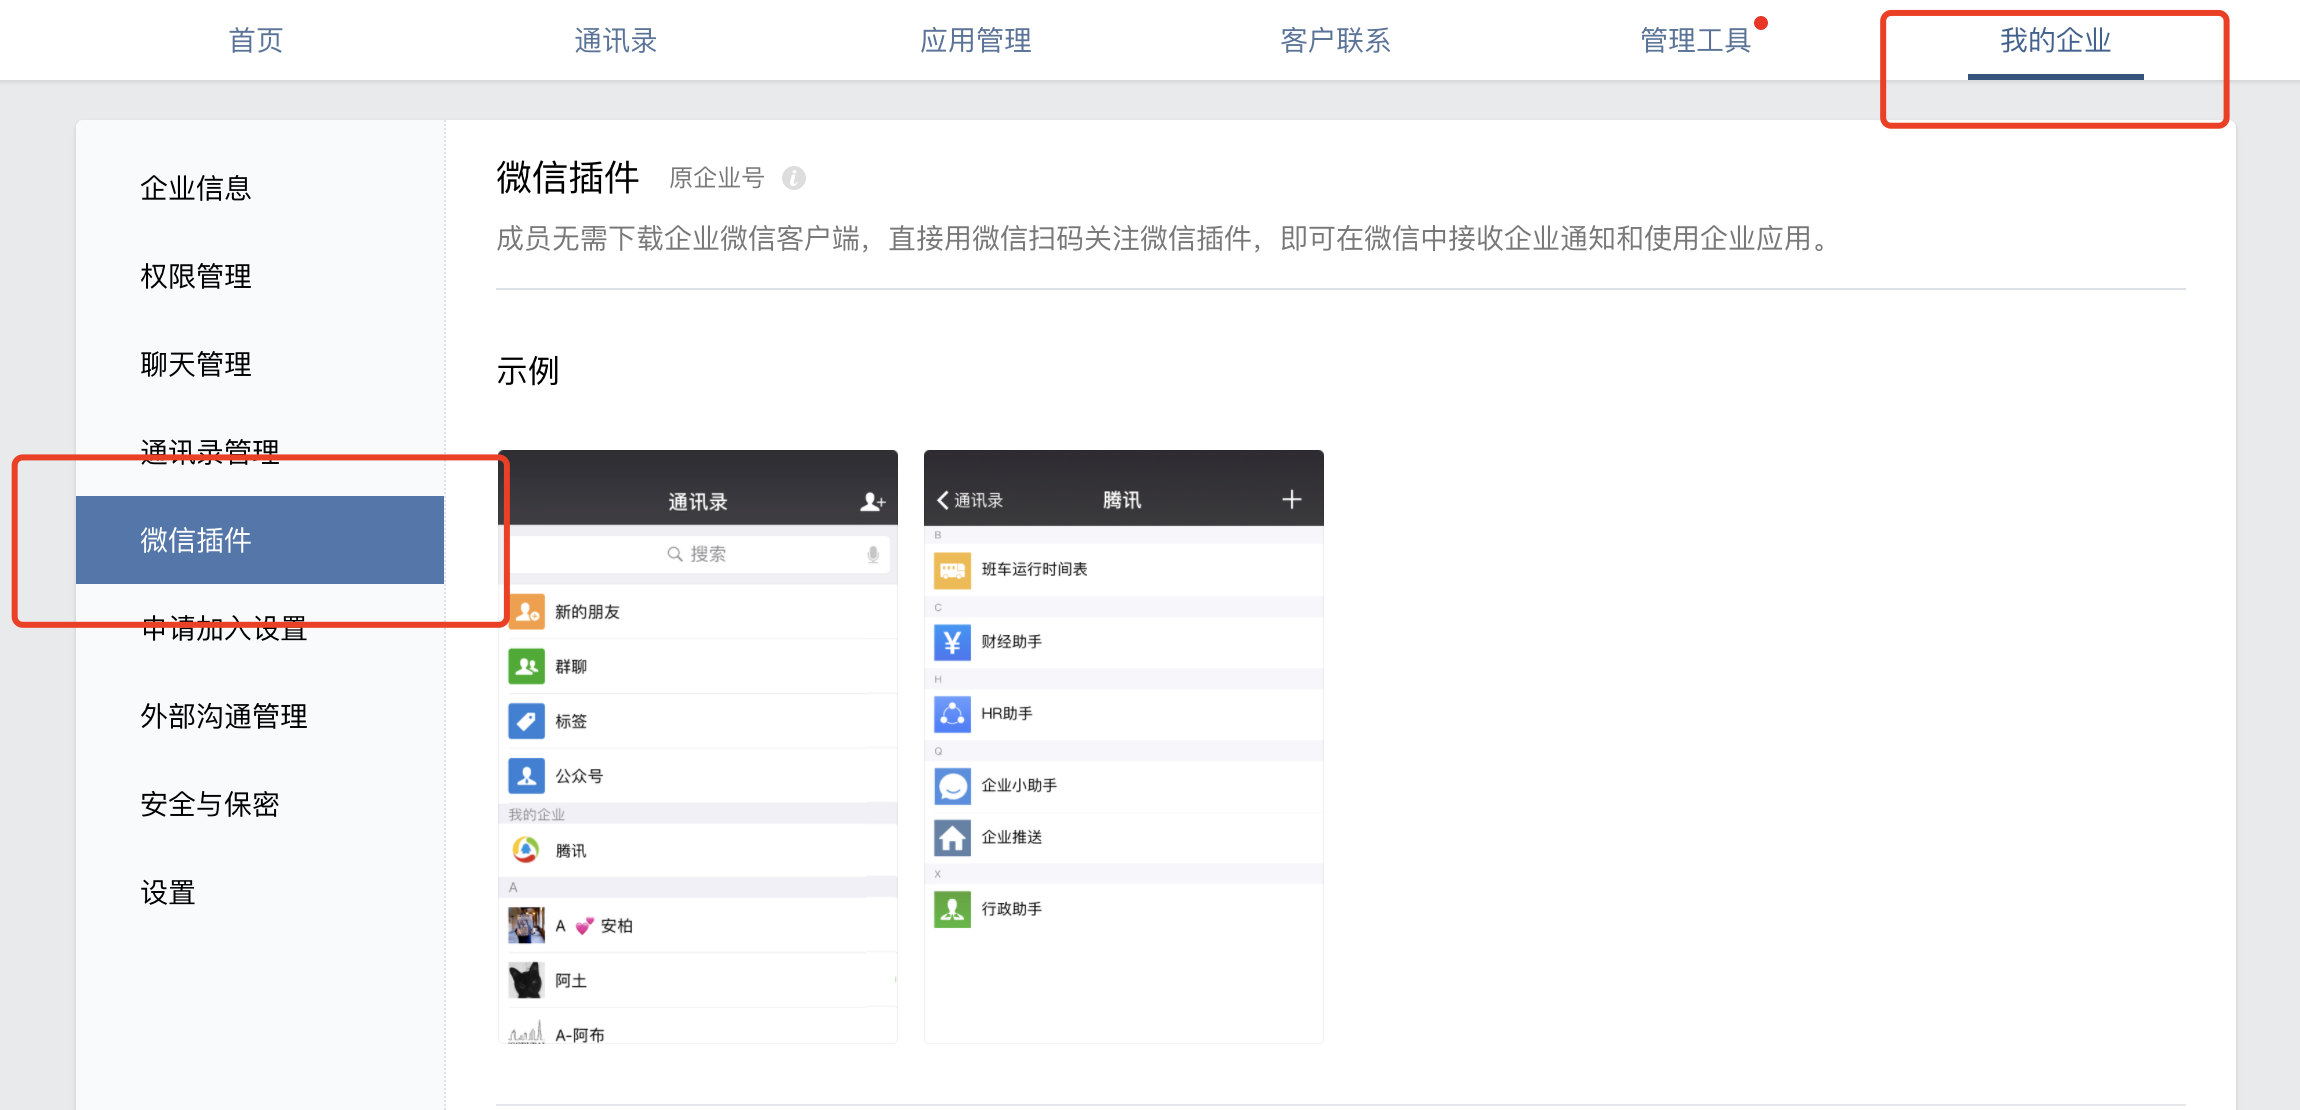 首页
通讯录
应用管理
客户联系
管理工具
我的企业
企业信息
权限管理
聊天管理
通讯录管理
微信插件
申请加入设置
外部沟通管理
安全与保密
设置
微信插件 原企业号 i
成员无需下载企业微信客户端，直接用微信扫码关注微信插件，即可在微信中接收企业通知和使用企业应用。
示例
通讯录
搜索
新的朋友
群聊
标签
公众号
我的企业
腾讯
A
A 💕 安柏
阿土
A-阿布
通讯录 腾讯
B
班车运行时间表
C
¥ 财经助手
H
HR助手
Q
企业小助手
企业推送
X
行政助手